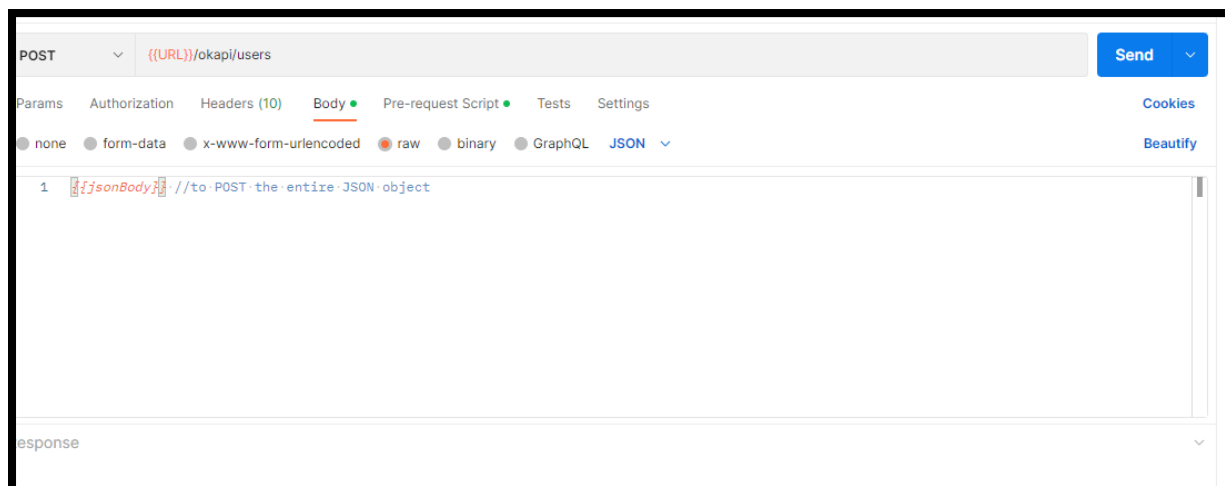 POST {{URL}}/okapi/users Send
Params Authorization Headers (10) Body Pre-request Script Tests Settings Cookies
none form-data x-www-form-urlencoded raw binary GraphQL JSON Beautify
1 {{jsonBody}} //to POST the entire JSON object
esponse